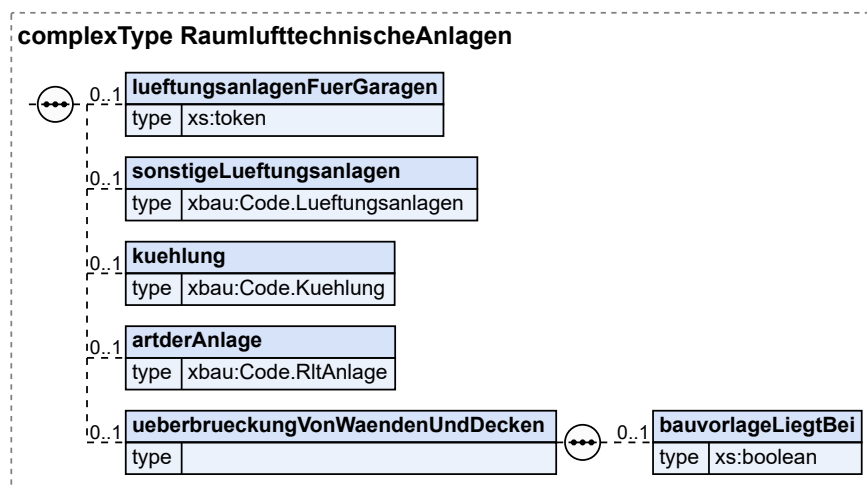 complexType RaumlufttechnischeAnlagen
0..1 lueftungsanlagenFuerGaragen
type xs:token
0..1 sonstigeLueftungsanlagen
type xbau:Code.Lueftungsanlagen
0..1 kuehlung
type xbau:Code.Kuehlung
0..1 artderAnlage
type xbau:Code.RltAnlage
0..1 ueberbrueckungVonWaendenUndDecken 0..1 bauvorlageLiegtBei
type type xs:boolean